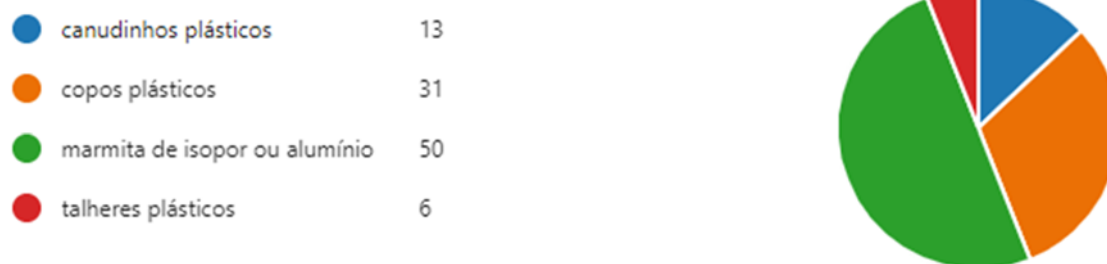 canudinhos plásticos 13
copos plásticos 31
marmita de isopor ou alumínio 50
talheres plásticos 6